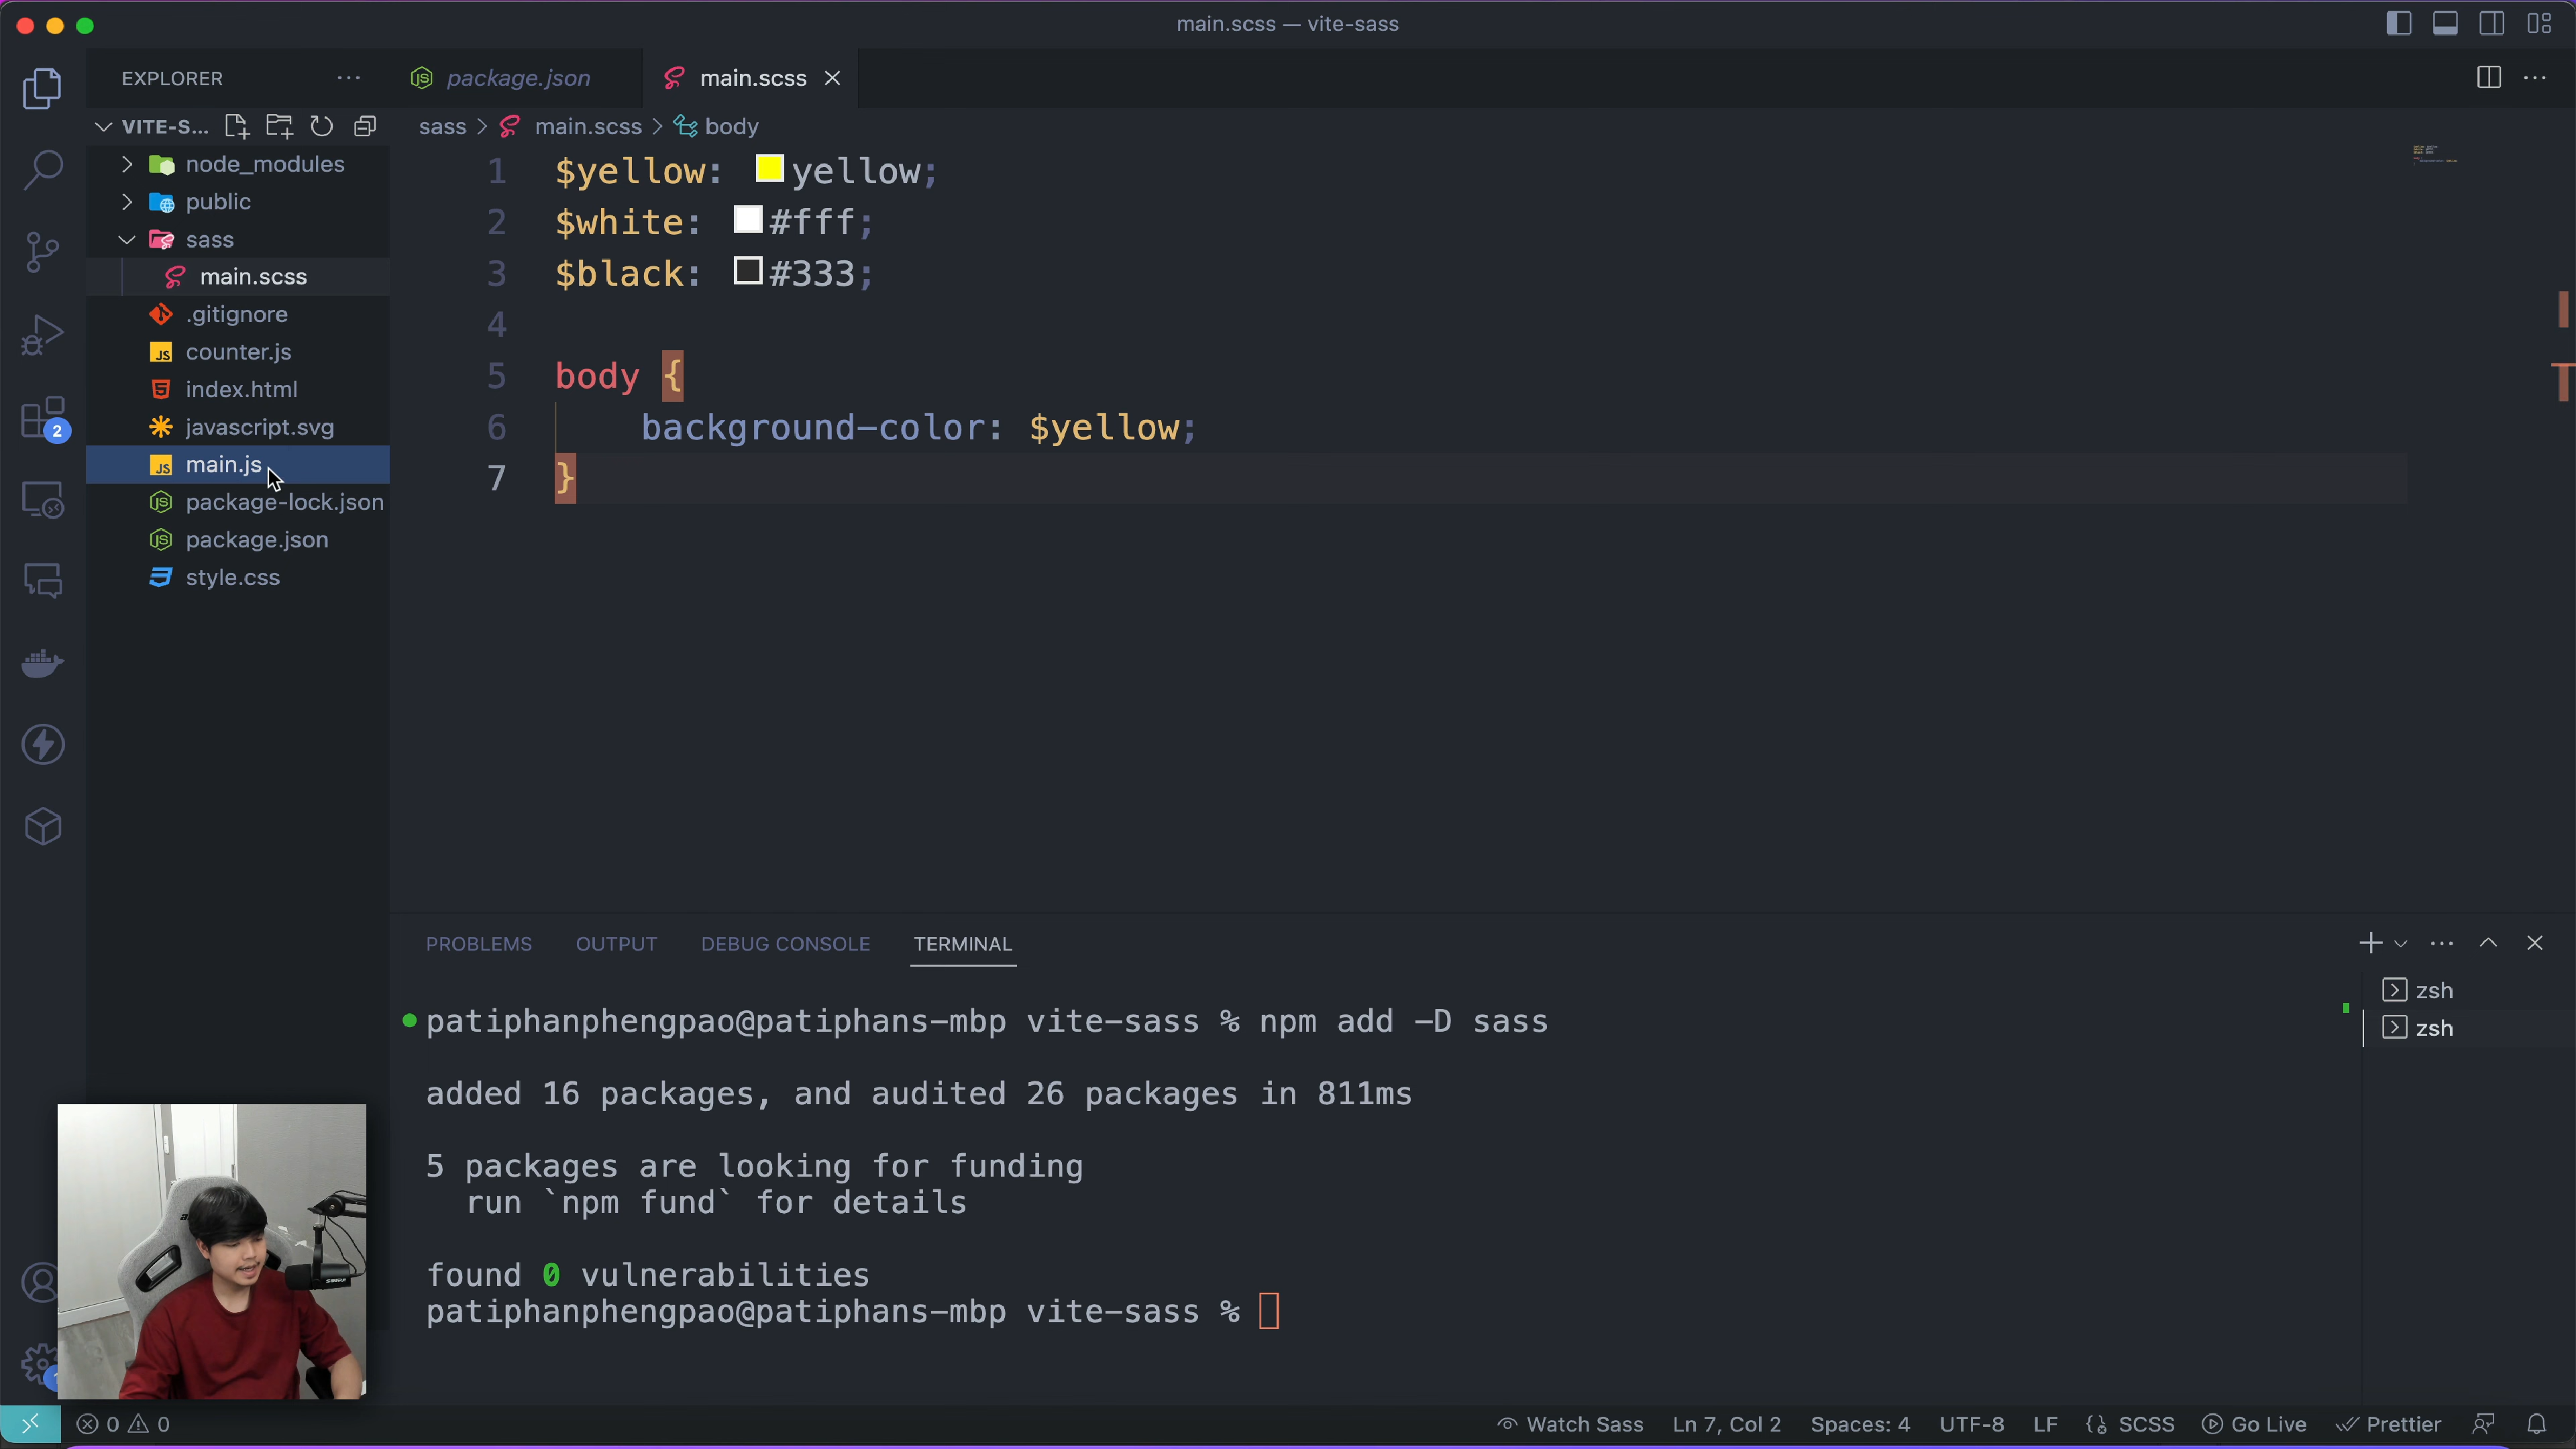 main.scss — vite-sass
EXPLORER
package.json
main.scss
VITE-S...
sass > main.scss > body
node_modules
public
sass
main.scss
.gitignore
counter.js
index.html
javascript.svg
main.js
package-lock.json
package.json
style.css
2
1 $yellow: yellow;
2 $white: #fff;
3 $black: #333;
4
5 body {
6 background-color: $yellow;
7 }
PROBLEMS OUTPUT DEBUG CONSOLE TERMINAL
patiphanphengpao@patiphans-mbp vite-sass % npm add -D sass
added 16 packages, and audited 26 packages in 811ms
5 packages are looking for funding
run `npm fund` for details
found 0 vulnerabilities
patiphanphengpao@patiphans-mbp vite-sass %
zsh
zsh
0 0
Watch Sass Ln 7, Col 2 Spaces: 4 UTF-8 LF SCSS Go Live Prettier